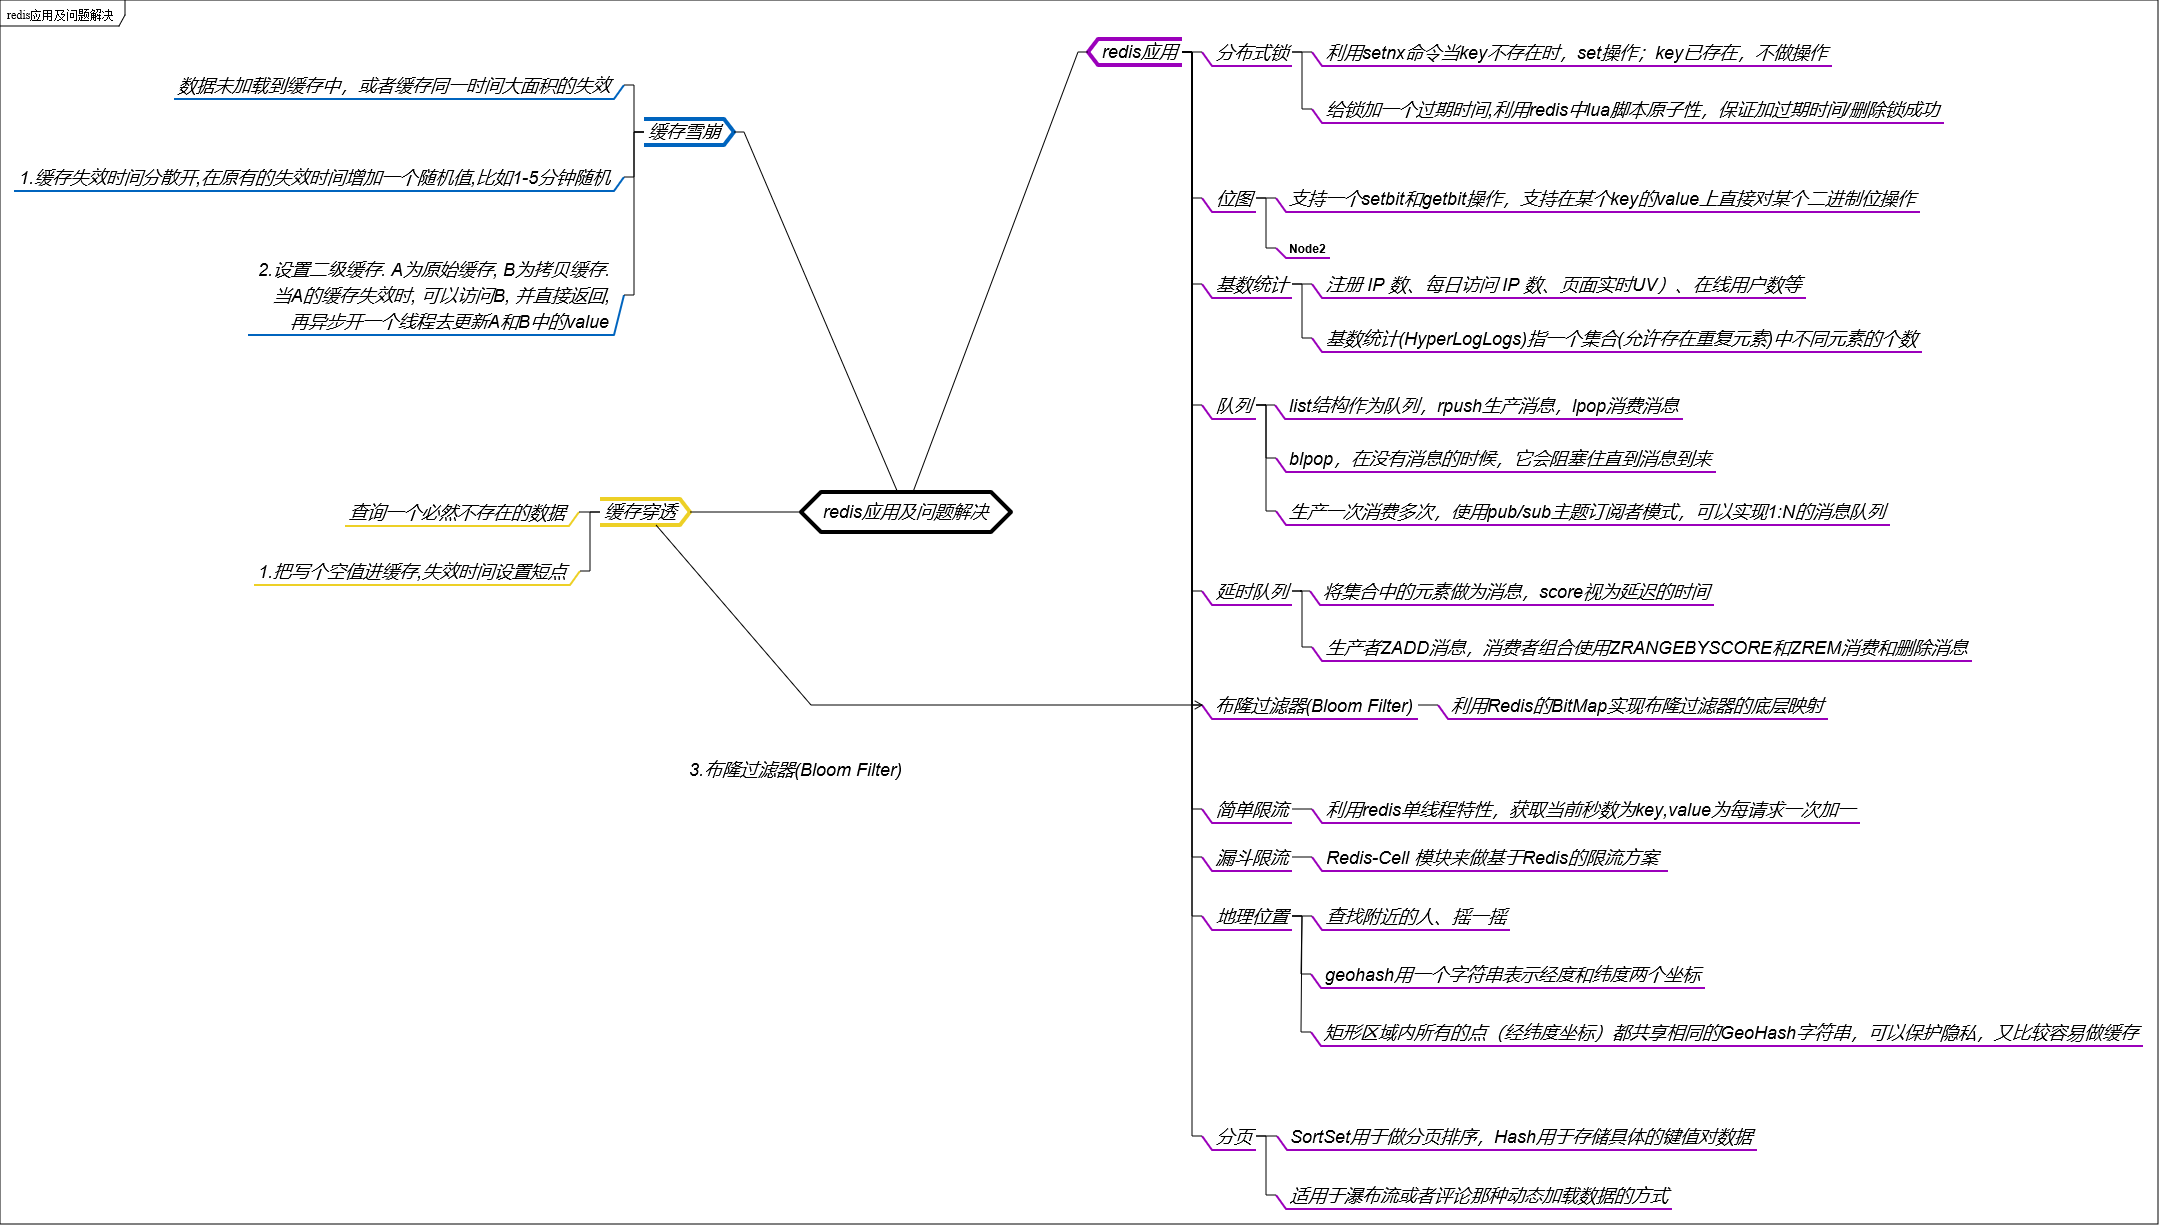 redis应用及问题解决
数据未加载到缓存中，或者缓存同一时间大面积的失效
缓存雪崩
1.缓存失效时间分散开,在原有的失效时间增加一个随机值,比如1-5分钟随机
2.设置二级缓存. A为原始缓存, B为拷贝缓存.
当A的缓存失效时, 可以访问B, 并直接返回,
再异步开一个线程去更新A和B中的value
查询一个必然不存在的数据
缓存穿透
1.把写个空值进缓存,失效时间设置短点
redis应用及问题解决
3.布隆过滤器(Bloom Filter)
redis应用
分布式锁
利用setnx命令当key不存在时，set操作；key已存在，不做操作
给锁加一个过期时间,利用redis中lua脚本原子性，保证加过期时间/删除锁成功
位图
支持一个setbit和getbit操作，支持在某个key的value上直接对某个二进制位操作
Node2
基数统计
注册 IP 数、每日访问 IP 数、页面实时UV）、在线用户数等
基数统计(HyperLogLogs)指一个集合(允许存在重复元素)中不同元素的个数
队列
list结构作为队列，rpush生产消息，lpop消费消息
blpop，在没有消息的时候，它会阻塞住直到消息到来
生产一次消费多次，使用pub/sub主题订阅者模式，可以实现1:N的消息队列
延时队列
将集合中的元素做为消息，score视为延迟的时间
生产者ZADD消息，消费者组合使用ZRANGEBYSCORE和ZREM消费和删除消息
布隆过滤器(Bloom Filter)
利用Redis的BitMap实现布隆过滤器的底层映射
简单限流
利用redis单线程特性，获取当前秒数为key,value为每请求一次加一
漏斗限流
Redis-Cell 模块来做基于Redis的限流方案
地理位置
查找附近的人、摇一摇
geohash用一个字符串表示经度和纬度两个坐标
矩形区域内所有的点（经纬度坐标）都共享相同的GeoHash字符串，可以保护隐私，又比较容易做缓存
分页
SortSet用于做分页排序，Hash用于存储具体的键值对数据
适用于瀑布流或者评论那种动态加载数据的方式